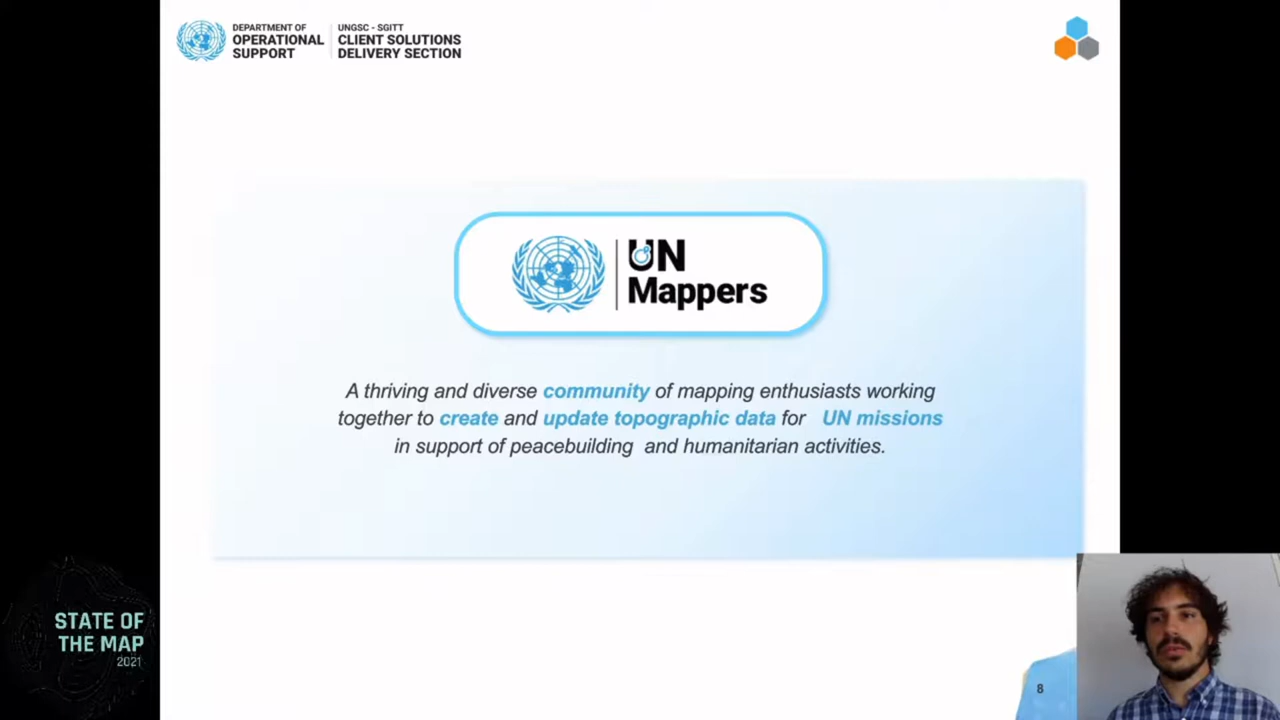 DEPARTMENT OF
OPERATIONAL
SUPPORT
UNGSC - SGITT
CLIENT SOLUTIONS
DELIVERY SECTION
UN
Mappers
A thriving and diverse community of mapping enthusiasts working
together to create and update topographic data for UN missions
in support of peacebuilding and humanitarian activities.
STATE OF
THE MAP
2021
8